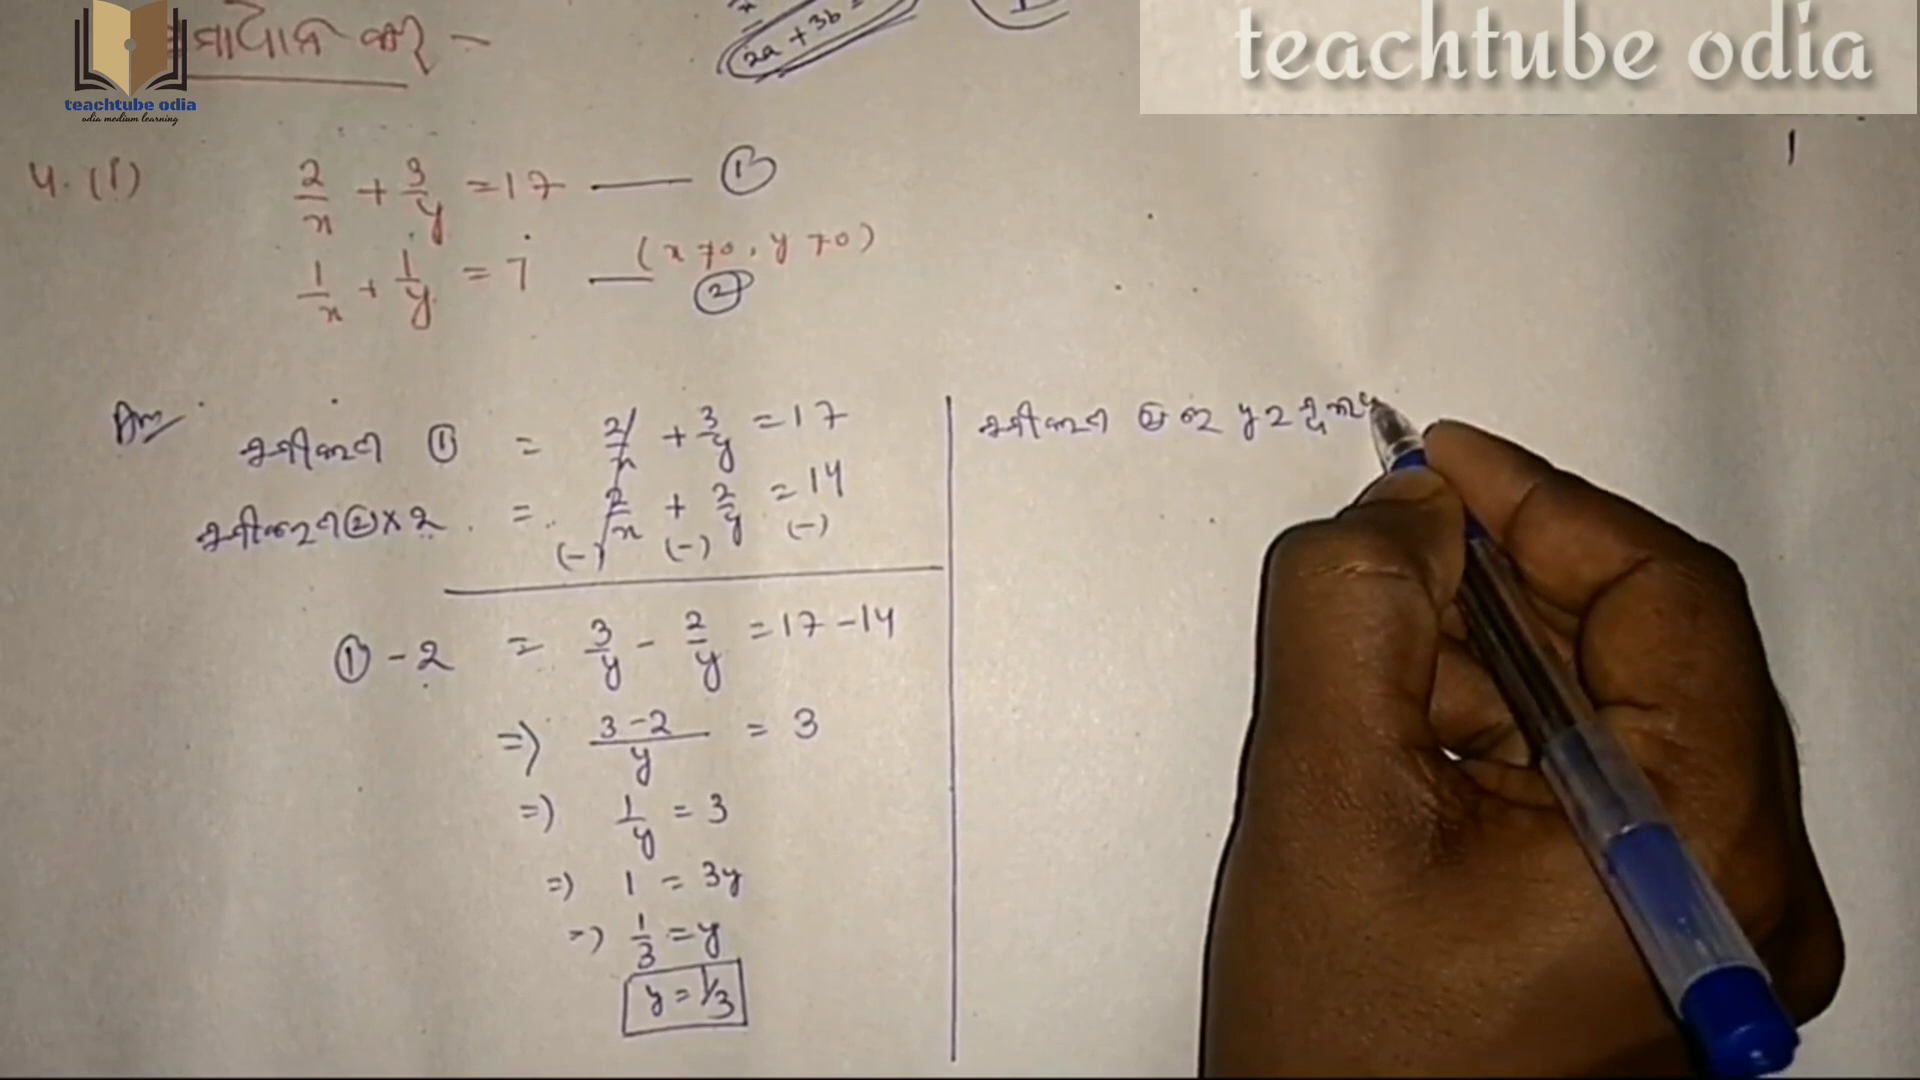 ସମାଧାନ କର -
teachtube odia
odia medium learning
2a + 3b =
teachtube odia
4. (i) 2/x + 3/y = 17 —— ①
1/x + 1/y = 7 —— ②
(x ≠ 0, y ≠ 0)
Ans
ସମୀକରଣ ① = 2/x + 3/y = 17
ସମୀକରଣ ② × 2 = 2/x + 2/y = 14
(-) (-) (-)
① - 2 = 3/y - 2/y = 17 - 14
=> 3-2/y = 3
=> 1/y = 3
=> 1 = 3y
=> 1/3 = y
y = 1/3
ସମୀକରଣ ② ରେ y ର